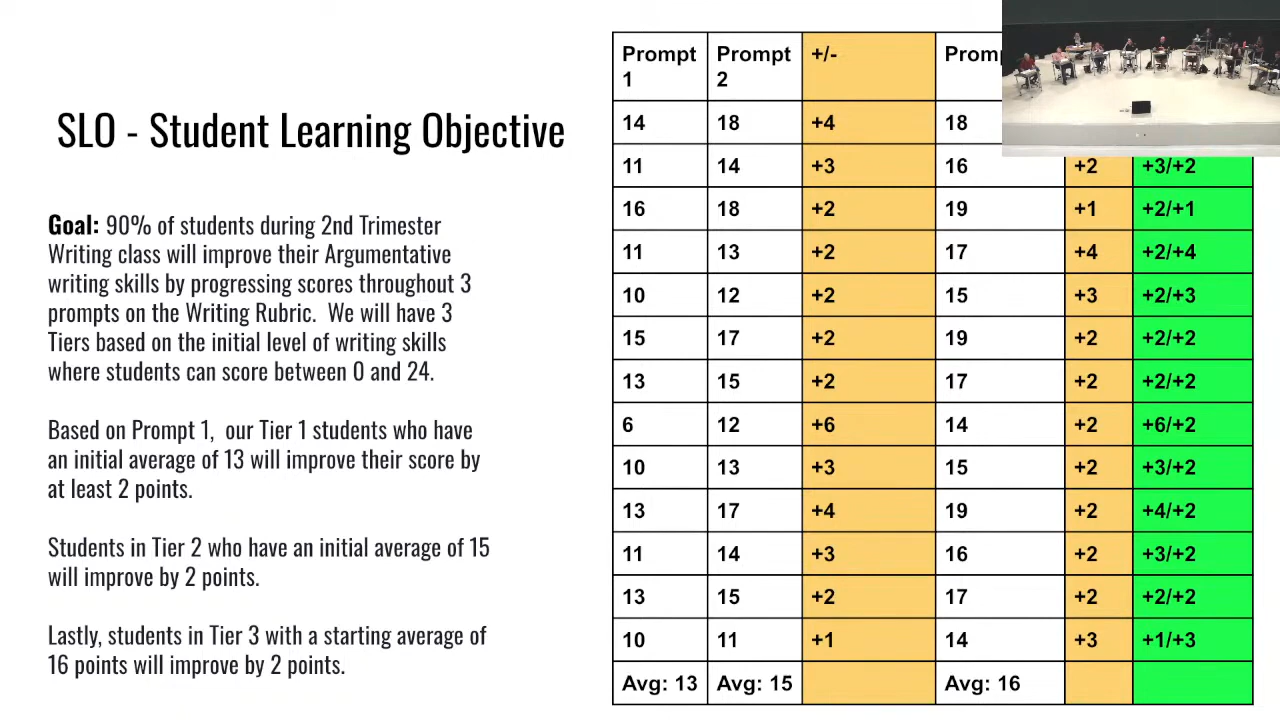 SLO - Student Learning Objective
Goal: 90% of students during 2nd Trimester
Writing class will improve their Argumentative
writing skills by progressing scores throughout 3
prompts on the Writing Rubric. We will have 3
Tiers based on the initial level of writing skills
where students can score between 0 and 24.
Based on Prompt 1, our Tier 1 students who have
an initial average of 13 will improve their score by
at least 2 points.
Students in Tier 2 who have an initial average of 15
will improve by 2 points.
Lastly, students in Tier 3 with a starting average of
16 points will improve by 2 points.
Prompt 1 Prompt 2 +/-
14 18 +4 18
11 14 +3 16 +2 +3/+2
16 18 +2 19 +1 +2/+1
11 13 +2 17 +4 +2/+4
10 12 +2 15 +3 +2/+3
15 17 +2 19 +2 +2/+2
13 15 +2 17 +2 +2/+2
6 12 +6 14 +2 +6/+2
10 13 +3 15 +2 +3/+2
13 17 +4 19 +2 +4/+2
11 14 +3 16 +2 +3/+2
13 15 +2 17 +2 +2/+2
10 11 +1 14 +3 +1/+3
Avg: 13 Avg: 15 Avg: 16